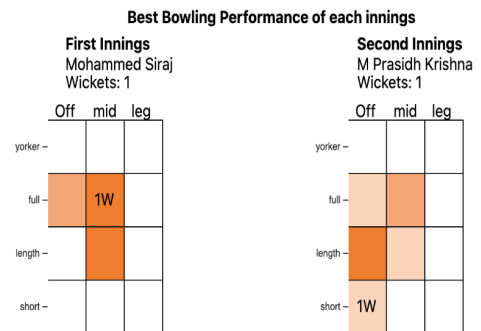 Best Bowling Performance of each innings
First Innings
Mohammed Siraj
Wickets: 1
Off mid leg
yorker
full
1W
length
short
Second Innings
M Prasidh Krishna
Wickets: 1
Off mid leg
yorker
full
length
short
1W